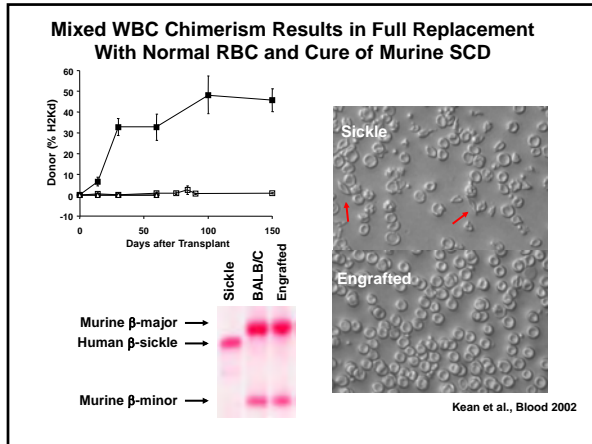 Mixed WBC Chimerism Results in Full Replacement
With Normal RBC and Cure of Murine SCD
Donor (% H2Kd)
60
50
40
30
20
10
0
-10
0
50
100
150
Days after Transplant
Sickle
BALB/C
Engrafted
Murine β-major
Human β-sickle
Murine β-minor
Sickle
Engrafted
Kean et al., Blood 2002